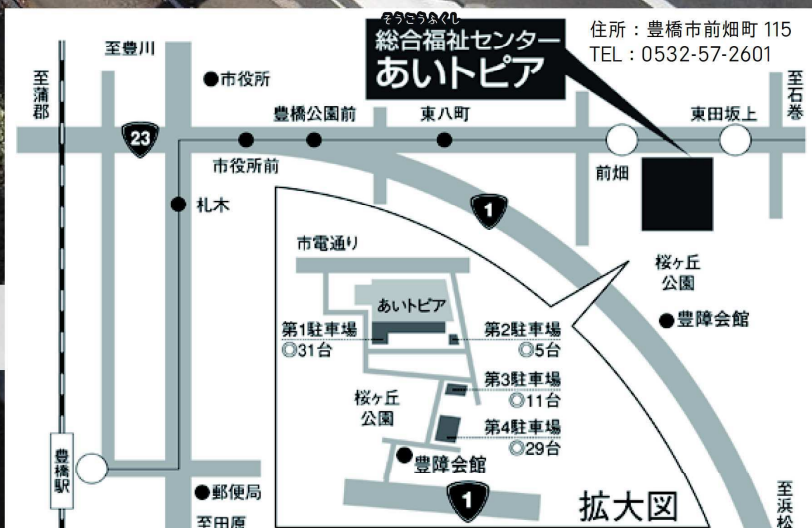 そうごうふくし
総合福祉センター
あいトピア
住所：豊橋市前畑町 115
TEL：0532-57-2601
至豊川
至蒲郡
市役所
豊橋公園前
東八町
東田坂上
至石巻
23
市役所前
前畑
札木
1
市電通り
あいトピア
桜ヶ丘
公園
豊障会館
第1駐車場
◎31台
第2駐車場
◎5台
第3駐車場
◎11台
桜ヶ丘
公園
第4駐車場
◎29台
豊橋駅
豊障会館
郵便局
1
拡大図
至田原
至浜松